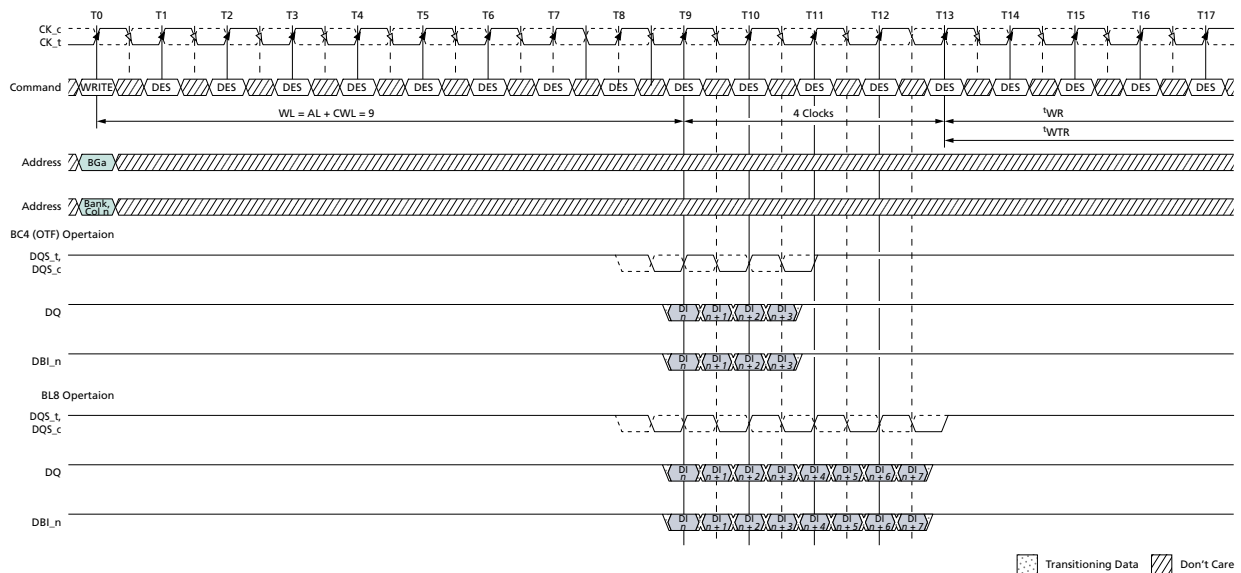 T0 T1 T2 T3 T4 T5 T6 T7 T8 T9 T10 T11 T12 T13 T14 T15 T16 T17
CK_c
CK_t
Command WRITE DES DES DES DES DES DES DES DES DES DES DES DES DES DES DES DES DES
WL = AL + CWL = 9 4 Clocks tWR
tWTR
Address BGa
Address Bank, Col n
BC4 (OTF) Opertaion
DQS_t,
DQS_c
DQ DI n DI n + 1 DI n + 2 DI n + 3
DBI_n DI n DI n + 1 DI n + 2 DI n + 3
BL8 Opertaion
DQS_t,
DQS_c
DQ DI n DI n + 1 DI n + 2 DI n + 3 DI n + 4 DI n + 5 DI n + 6 DI n + 7
DBI_n DI n DI n + 1 DI n + 2 DI n + 3 DI n + 4 DI n + 5 DI n + 6 DI n + 7
Transitioning Data Don't Care